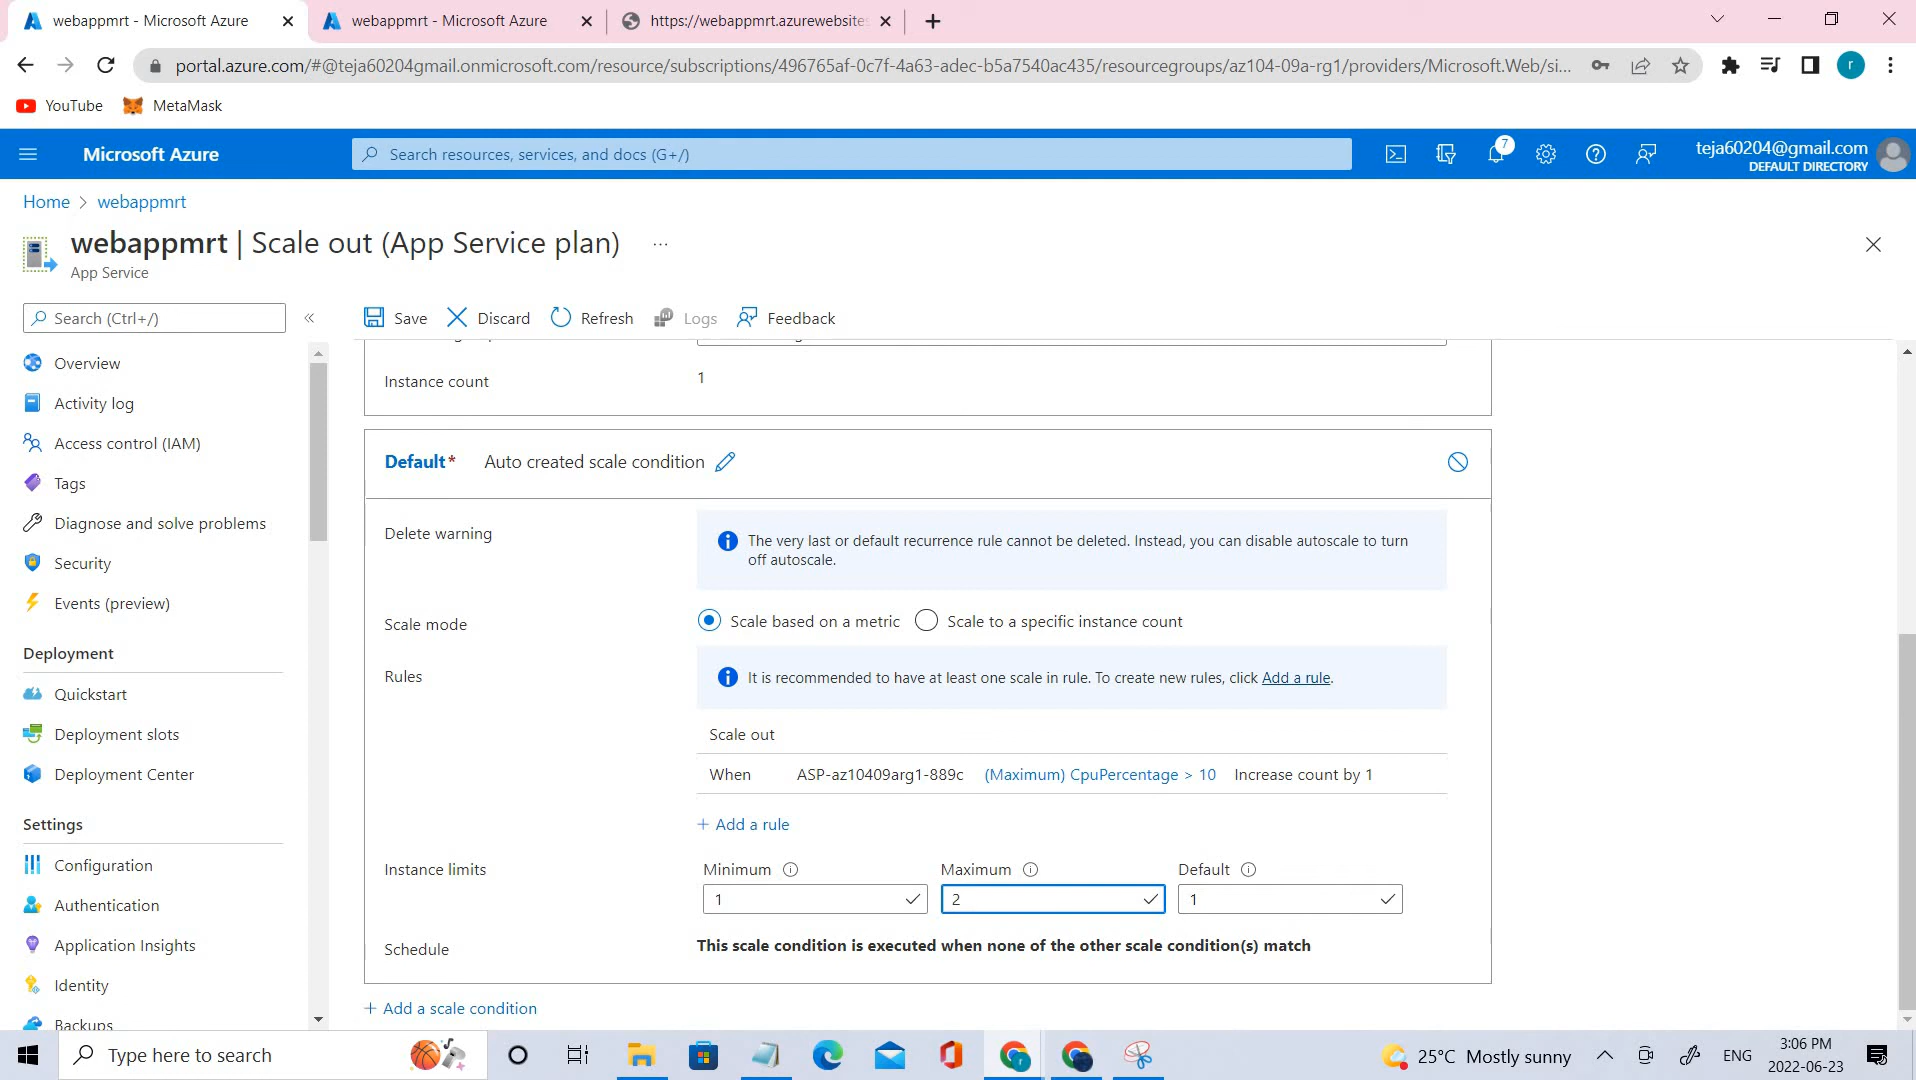 webappmrt - Microsoft Azure
webappmrt - Microsoft Azure
https://webappmrt.azurewebsite
portal.azure.com/#@teja60204gmail.onmicrosoft.com/resource/subscriptions/496765af-0c7f-4a63-adec-b5a7540ac435/resourcegroups/az104-09a-rg1/providers/Microsoft.Web/si...
r
YouTube
MetaMask
Microsoft Azure
Search resources, services, and docs (G+/)
7
teja60204@gmail.com
DEFAULT DIRECTORY
Home > webappmrt
webappmrt | Scale out (App Service plan) ...
App Service
Search (Ctrl+/)
«
Save
Discard
Refresh
Logs
Feedback
Overview
Activity log
Access control (IAM)
Tags
Diagnose and solve problems
Security
Events (preview)
Deployment
Quickstart
Deployment slots
Deployment Center
Settings
Configuration
Authentication
Application Insights
Identity
Backups
Instance count
1
Default* Auto created scale condition
Delete warning
The very last or default recurrence rule cannot be deleted. Instead, you can disable autoscale to turn
off autoscale.
Scale mode
Scale based on a metric
Scale to a specific instance count
Rules
It is recommended to have at least one scale in rule. To create new rules, click Add a rule.
Scale out
When ASP-az10409arg1-889c (Maximum) CpuPercentage > 10 Increase count by 1
+ Add a rule
Instance limits
Minimum
Maximum
Default
1
2
1
Schedule
This scale condition is executed when none of the other scale condition(s) match
+ Add a scale condition
Type here to search
25°C Mostly sunny
ENG
3:06 PM
2022-06-23